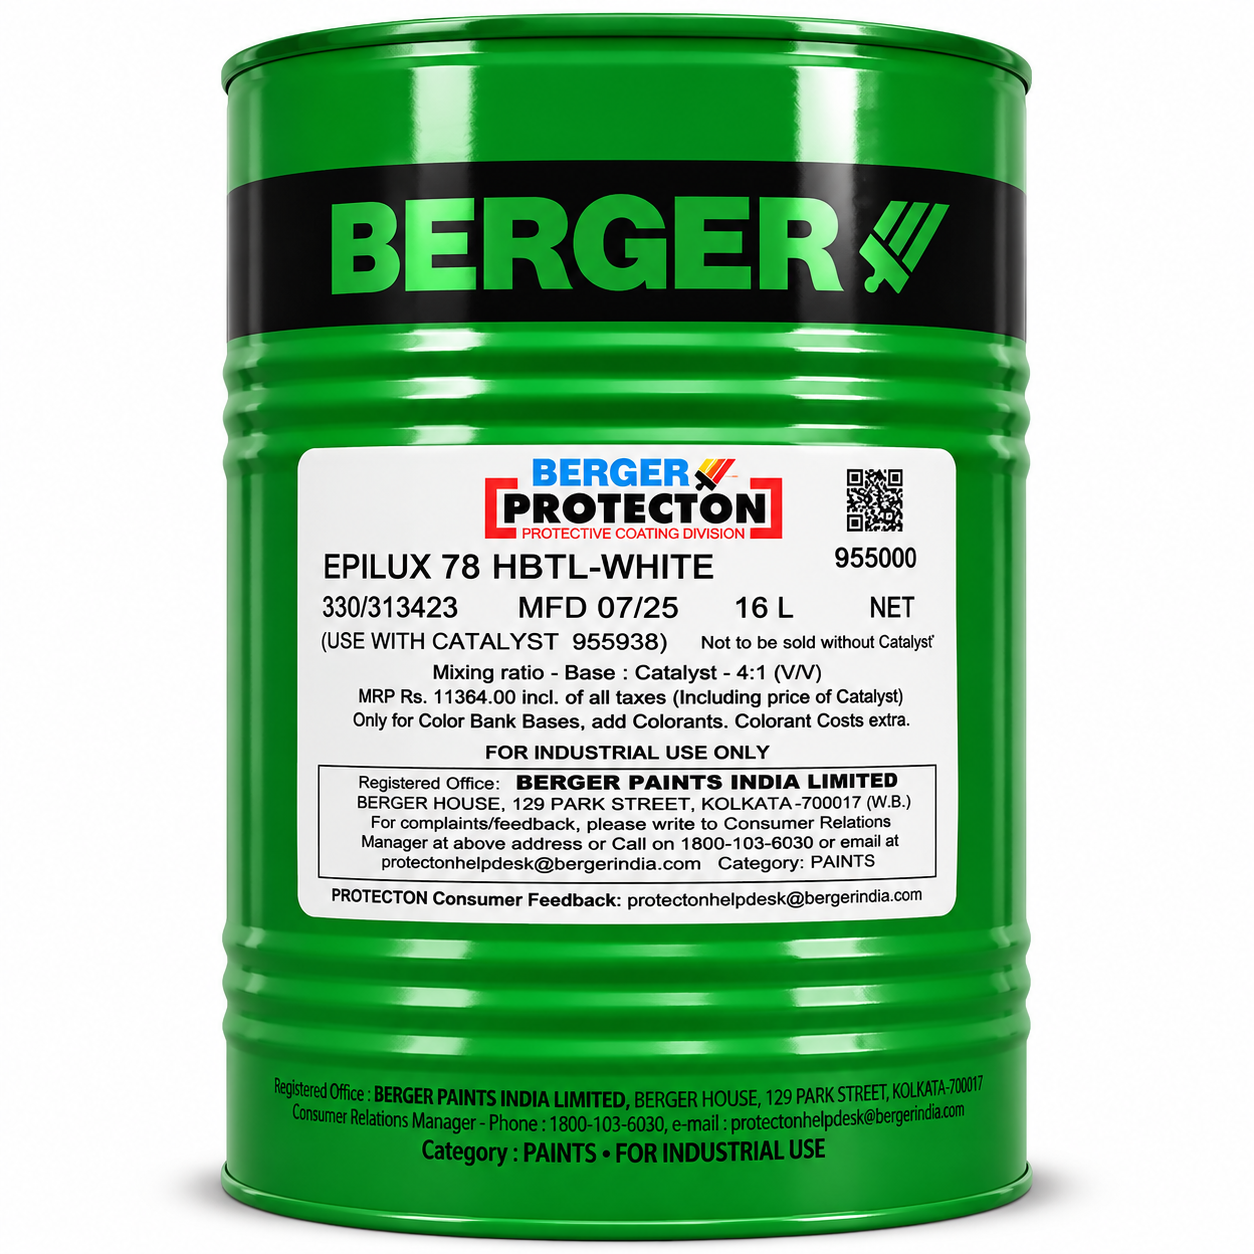 BERGER
BERGER
PROTECTON
PROTECTIVE COATING DIVISION
EPILUX 78 HBTL-WHITE 955000
330/313423 MFD 07/25 16 L NET
(USE WITH CATALYST 955938) Not to be sold without Catalyst'
Mixing ratio - Base : Catalyst - 4:1 (V/V)
MRP Rs. 11364.00 incl. of all taxes (Including price of Catalyst)
Only for Color Bank Bases, add Colorants. Colorant Costs extra.
FOR INDUSTRIAL USE ONLY
Registered Office: BERGER PAINTS INDIA LIMITED
BERGER HOUSE, 129 PARK STREET, KOLKATA-700017 (W.B.)
For complaints/feedback, please write to Consumer Relations
Manager at above address or Call on 1800-103-6030 or email at
protectonhelpdesk@bergerindia.com Category: PAINTS
PROTECTON Consumer Feedback: protectonhelpdesk@bergerindia.com
Registered Office : BERGER PAINTS INDIA LIMITED, BERGER HOUSE, 129 PARK STREET, KOLKATA-700017
Consumer Relations Manager - Phone : 1800-103-6030, e-mail : protectonhelpdesk@bergerindia.com
Category : PAINTS • FOR INDUSTRIAL USE